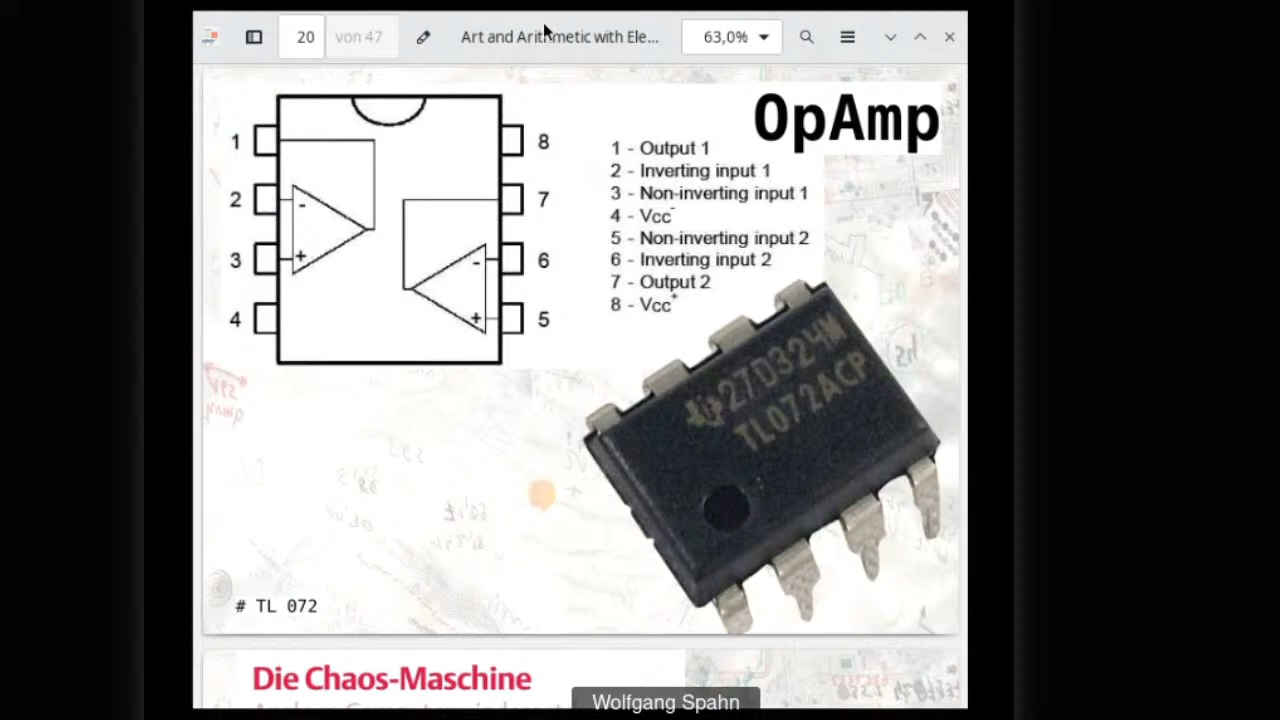 20 von 47 Art and Arithmetic with Ele... 63,0%
OpAmp
1 8
2 - 7
3 + - 6
4 + 5
1 - Output 1
2 - Inverting input 1
3 - Non-inverting input 1
4 - Vcc-
5 - Non-inverting input 2
6 - Inverting input 2
7 - Output 2
8 - Vcc+
27D324M
TL072ACP
# TL 072
Die Chaos-Maschine
Wolfgang Spahn